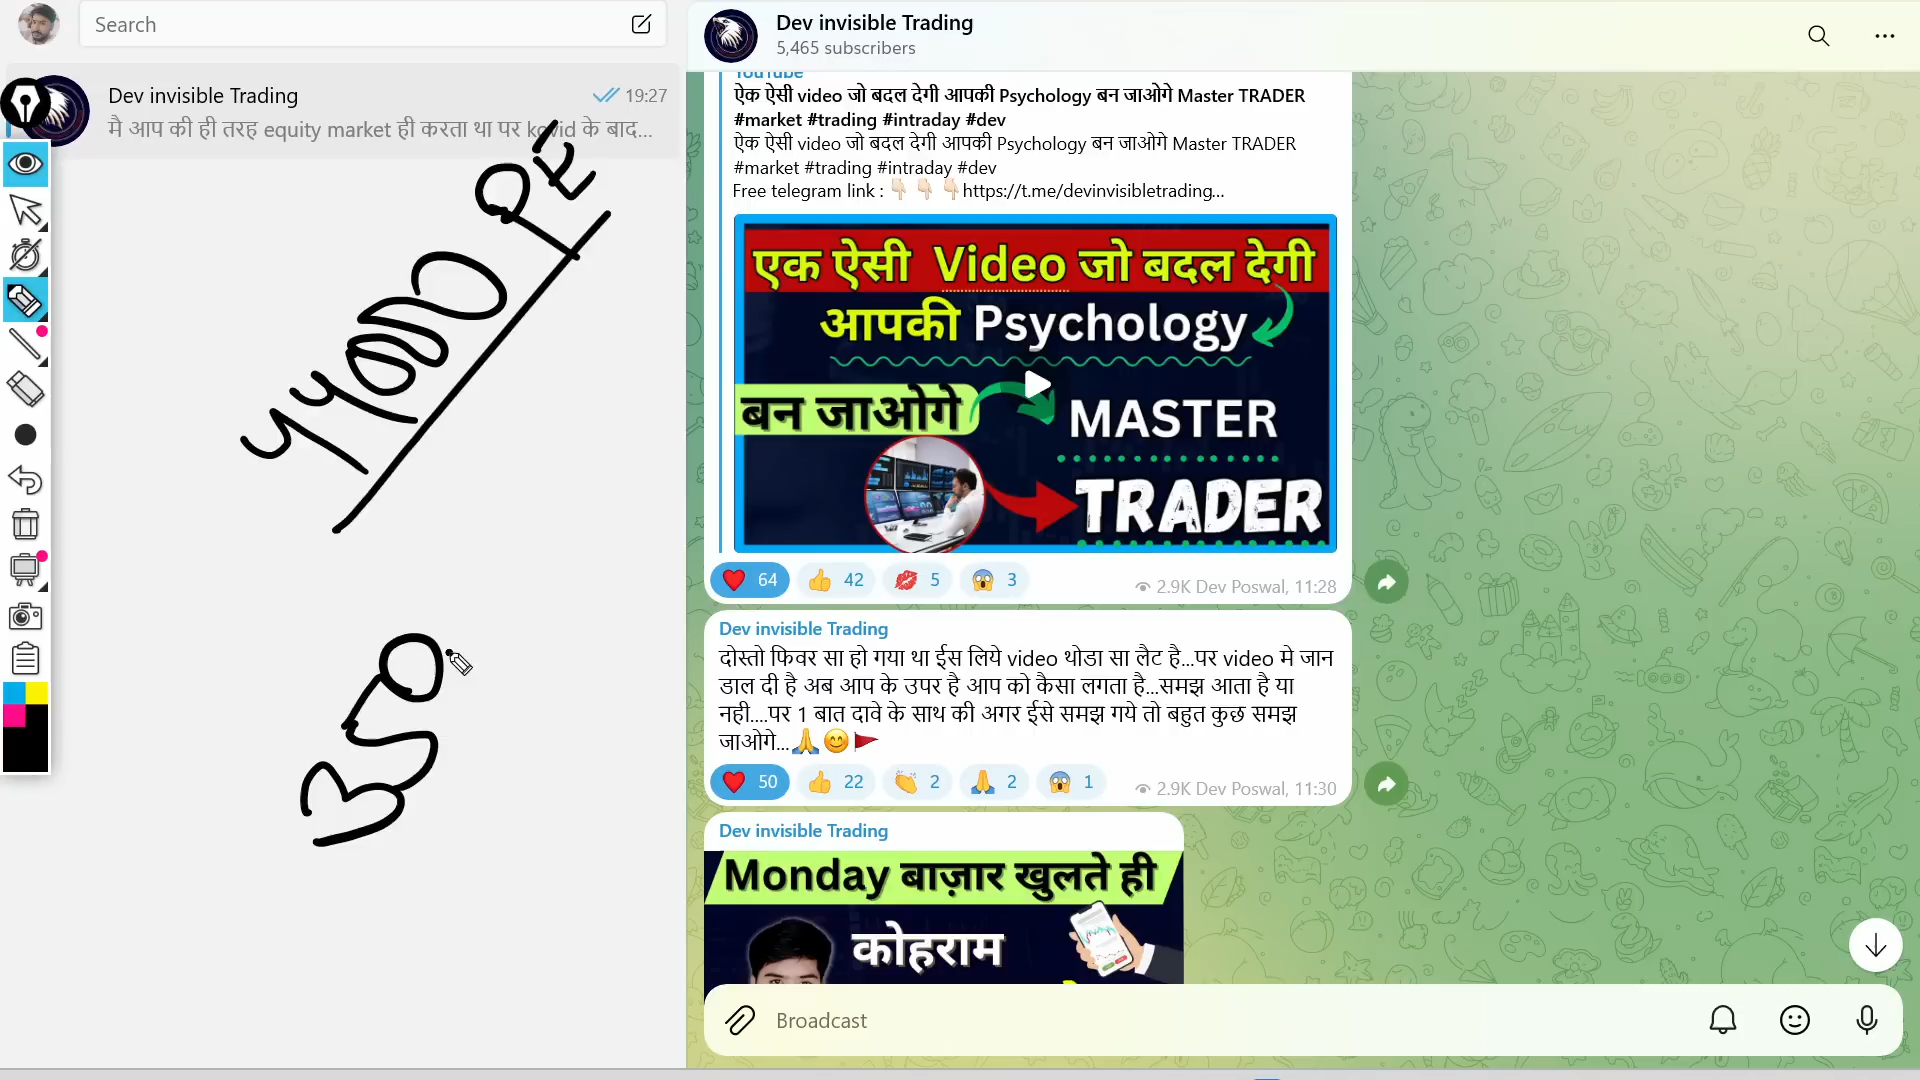 Search
Dev invisible Trading
19:27
मै आप की ही तरह equity market ही करता था पर kovid के बाद...
44000 PE
350
Dev invisible Trading
5,465 subscribers
YouTube
ऐक ऐसी video जो बदल देगी आपकी Psychology बन जाओगे Master TRADER
#market #trading #intraday #dev
ऐक ऐसी video जो बदल देगी आपकी Psychology बन जाओगे Master TRADER
#market #trading #intraday #dev
Free telegram link : 👇🏻 👇🏻 👇🏻https://t.me/devinvisibletrading...
एक ऐसी Video जो बदल देगी
आपकी Psychology
बन जाओगे MASTER
TRADER
64 42 5 3
2.9K Dev Poswal, 11:28
Dev invisible Trading
दोस्तो फिवर सा हो गया था ईस लिये video थोडा सा लैट है...पर video मे जान
डाल दी है अब आप के उपर है आप को कैसा लगता है...समझ आता है या
नही....पर 1 बात दावे के साथ की अगर ईसे समझ गये तो बहुत कुछ समझ
जाओगे...🙏😊🚩
50 22 2 2 1
2.9K Dev Poswal, 11:30
Dev invisible Trading
Monday बाज़ार खुलते ही
कोहराम
Broadcast